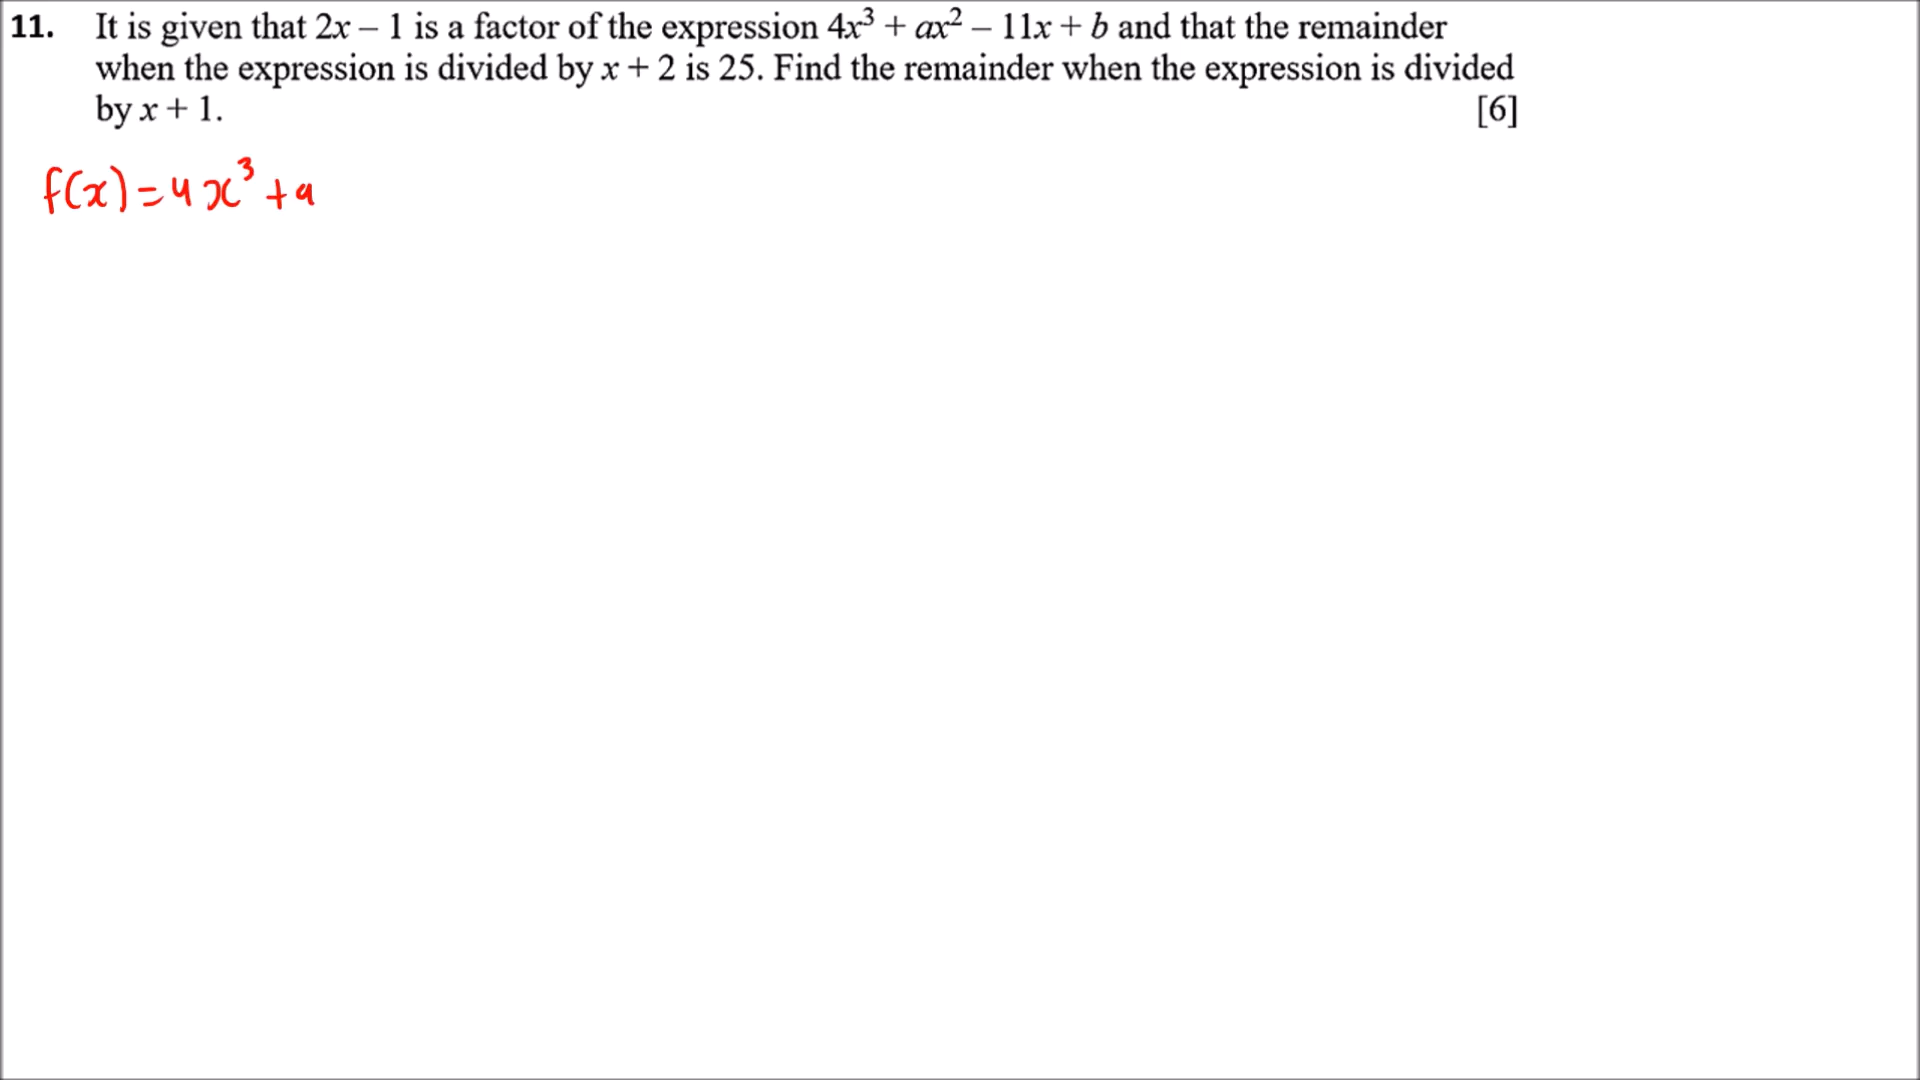 11. It is given that 2x – 1 is a factor of the expression 4x³ + ax² – 11x + b and that the remainder
when the expression is divided by x + 2 is 25. Find the remainder when the expression is divided
by x + 1. [6]
f(x) = 4x³ + a